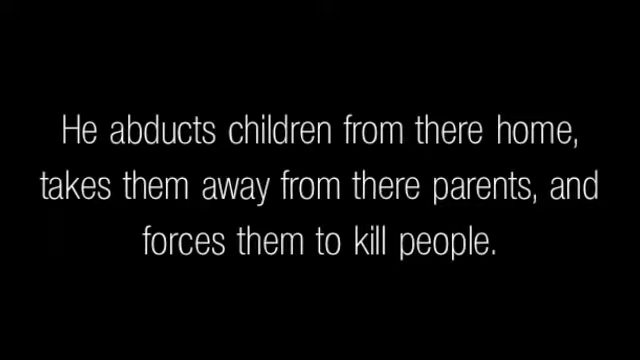 He abducts children from there home,
takes them away from there parents, and
forces them to kill people.